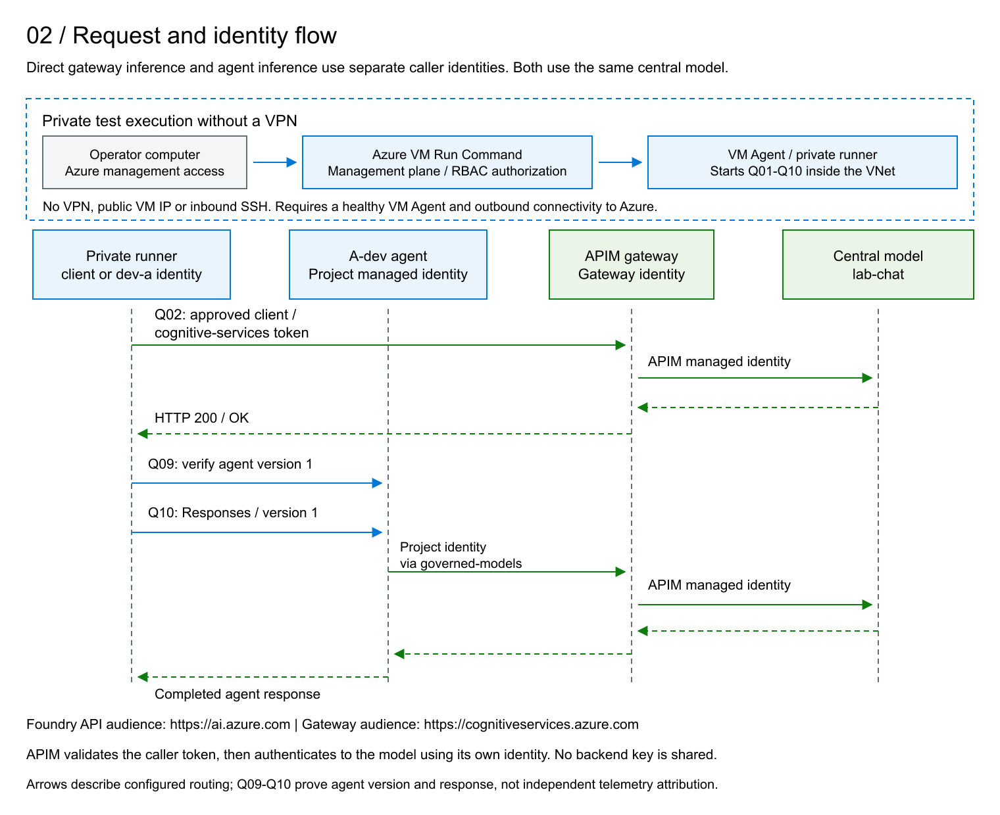 02 / Request and identity flow
Direct gateway inference and agent inference use separate caller identities. Both use the same central model.
Private test execution without a VPN
Operator computer
Azure management access
Azure VM Run Command
Management plane / RBAC authorization
VM Agent / private runner
Starts Q01-Q10 inside the VNet
No VPN, public VM IP or inbound SSH. Requires a healthy VM Agent and outbound connectivity to Azure.
Private runner
client or dev-a identity
A-dev agent
Project managed identity
APIM gateway
Gateway identity
Central model
lab-chat
Q02: approved client /
cognitive-services token
APIM managed identity
HTTP 200 / OK
Q09: verify agent version 1
Q10: Responses / version 1
Project identity
via governed-models
APIM managed identity
Completed agent response
Foundry API audience: https://ai.azure.com | Gateway audience: https://cognitiveservices.azure.com
APIM validates the caller token, then authenticates to the model using its own identity. No backend key is shared.
Arrows describe configured routing; Q09-Q10 prove agent version and response, not independent telemetry attribution.